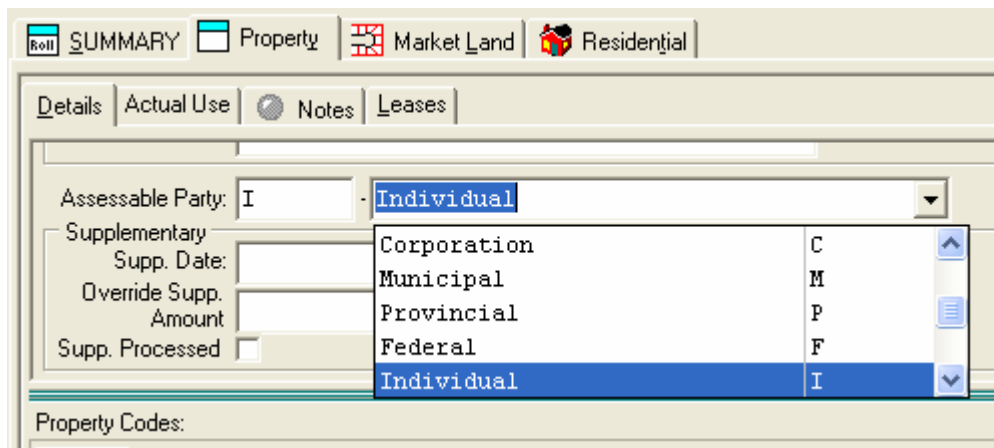 Roll SUMMARY Property Market Land Residential
Details Actual Use Notes Leases
Assessable Party: I - Individual
Supplementary
Corporation C
Supp. Date:
Municipal M
Override Supp.
Amount
Provincial P
Supp. Processed
Federal F
Individual I
Property Codes: